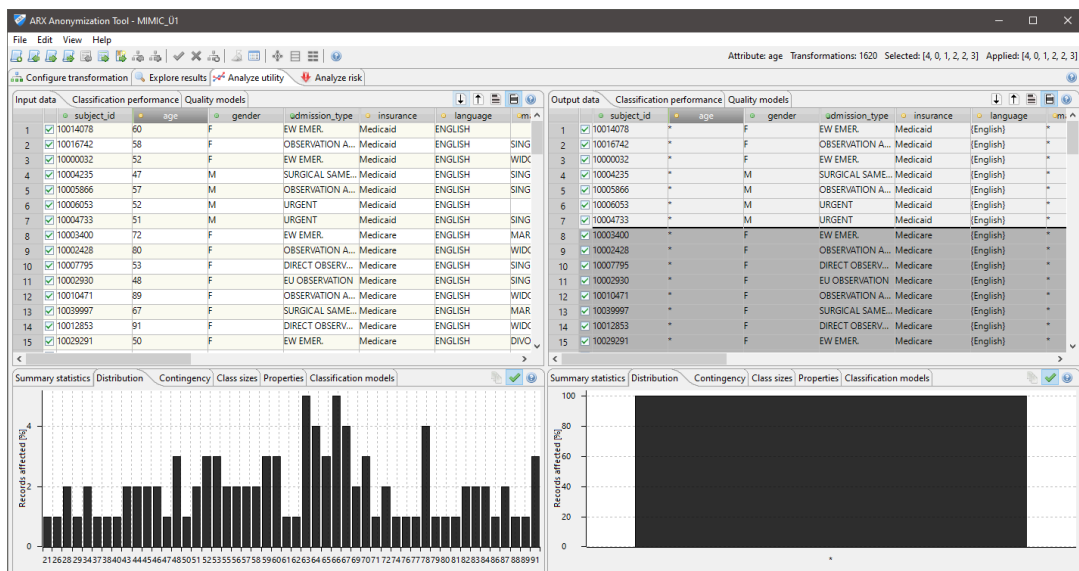 ARX Anonymization Tool - MIMIC_Ü1
File Edit View Help
Attribute: age Transformations: 1620 Selected: [4, 0, 1, 2, 2, 3] Applied: [4, 0, 1, 2, 2, 3]
Configure transformation Explore results Analyze utility Analyze risk
Input data Classification performance Quality models
subject_id age gender admission_type insurance language m
1 10014078 60 F EW EMER. Medicaid ENGLISH
2 10016742 58 F OBSERVATION A... Medicaid ENGLISH SING
3 10000032 52 F EW EMER. Medicaid ENGLISH WIDO
4 10004235 47 M SURGICAL SAME... Medicaid ENGLISH SING
5 10005866 57 M OBSERVATION A... Medicaid ENGLISH SING
6 10006053 52 M URGENT Medicaid ENGLISH
7 10004733 51 M URGENT Medicaid ENGLISH SING
8 10003400 72 F EW EMER. Medicare ENGLISH MAR
9 10002428 80 F OBSERVATION A... Medicare ENGLISH WIDO
10 10007795 53 F DIRECT OBSERV... Medicare ENGLISH SING
11 10002930 48 F EU OBSERVATION Medicare ENGLISH SING
12 10010471 89 F OBSERVATION A... Medicare ENGLISH WIDO
13 10039997 67 F SURGICAL SAME... Medicare ENGLISH MAR
14 10012853 91 F DIRECT OBSERV... Medicare ENGLISH WIDO
15 10029291 50 F EW EMER. Medicare ENGLISH DIVO
Output data Classification performance Quality models
subject_id age gender admission_type insurance language m
1 10014078 * F EW EMER. Medicaid {English} *
2 10016742 * F OBSERVATION A... Medicaid {English} *
3 10000032 * F EW EMER. Medicaid {English} *
4 10004235 * M SURGICAL SAME... Medicaid {English} *
5 10005866 * M OBSERVATION A... Medicaid {English} *
6 10006053 * M URGENT Medicaid {English} *
7 10004733 * M URGENT Medicaid {English} *
8 10003400 * F EW EMER. Medicare {English} *
9 10002428 * F OBSERVATION A... Medicare {English} *
10 10007795 * F DIRECT OBSERV... Medicare {English} *
11 10002930 * F EU OBSERVATION Medicare {English} *
12 10010471 * F OBSERVATION A... Medicare {English} *
13 10039997 * F SURGICAL SAME... Medicare {English} *
14 10012853 * F DIRECT OBSERV... Medicare {English} *
15 10029291 * F EW EMER. Medicare {English} *
Summary statistics Distribution Contingency Class sizes Properties Classification models
Records affected [%]
4
2
0
Summary statistics Distribution Contingency Class sizes Properties Classification models
Records affected [%]
100
80
60
40
20
0
*